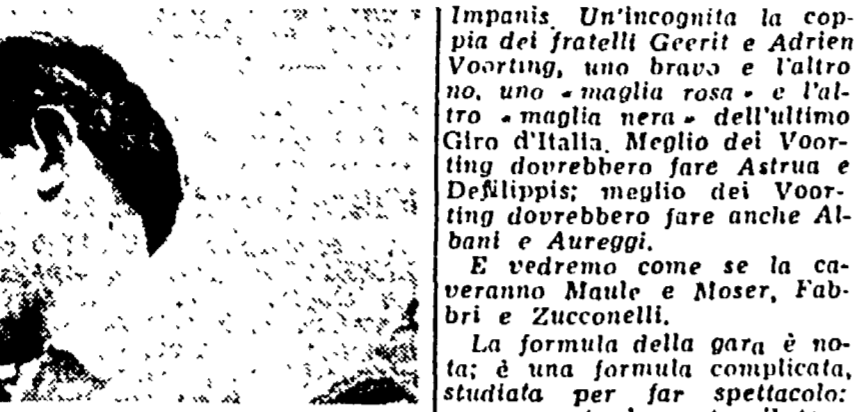 Impanis. Un'incognita la cop-
pia dei fratelli Geerit e Adrien
Voorting, uno bravo e l'altro
no, uno «maglia rosa» e l'al-
tro «maglia nera» dell'ultimo
Giro d'Italia. Meglio dei Voor-
ting dovrebbero fare Astrua e
Defilippis; meglio dei Voor-
ting dovrebbero fare anche Al-
bani e Aureggi.
E vedremo come se la ca-
veranno Maule e Moser, Fab-
bri e Zucconelli.
La formula della gara è no-
ta; è una formula complicata,
studiata per far spettacolo: